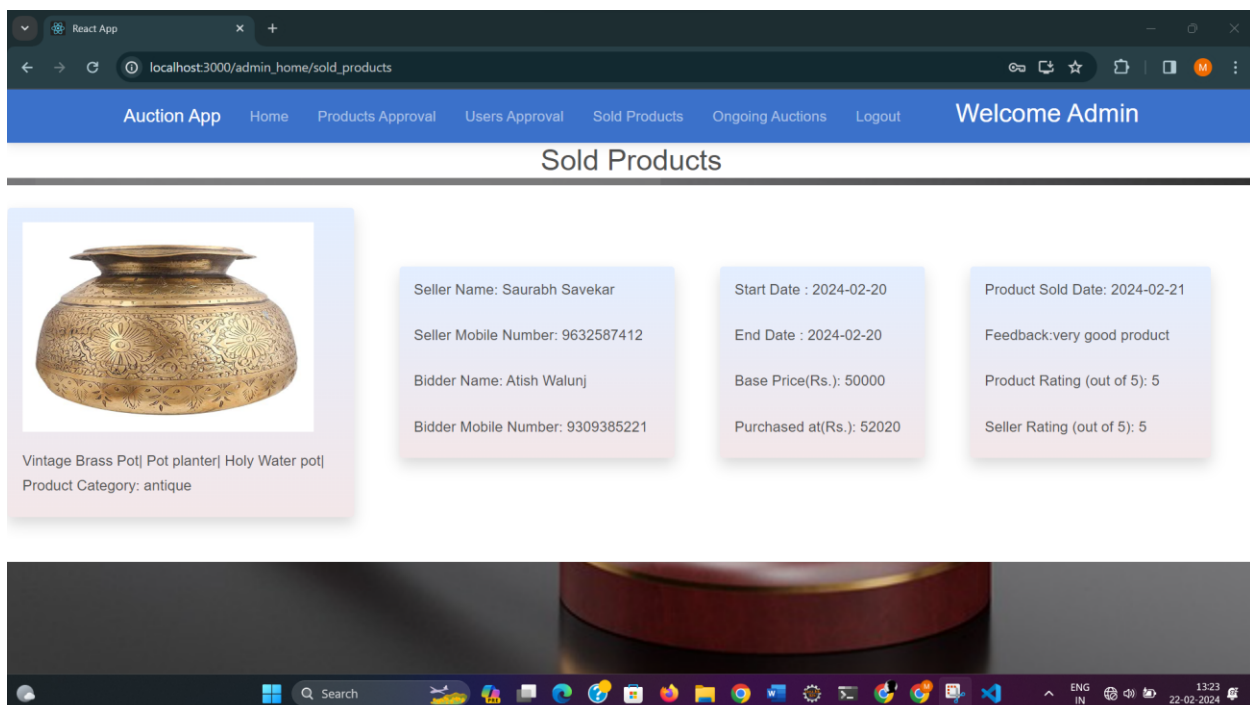 React App
localhost:3000/admin_home/sold_products
M
Auction App Home Products Approval Users Approval Sold Products Ongoing Auctions Logout Welcome Admin
Sold Products
Vintage Brass Pot| Pot planter| Holy Water pot|
Product Category: antique
Seller Name: Saurabh Savekar
Seller Mobile Number: 9632587412
Bidder Name: Atish Walunj
Bidder Mobile Number: 9309385221
Start Date : 2024-02-20
End Date : 2024-02-20
Base Price(Rs.): 50000
Purchased at(Rs.): 52020
Product Sold Date: 2024-02-21
Feedback:very good product
Product Rating (out of 5): 5
Seller Rating (out of 5): 5
Search
ENG
IN
13:23
22-02-2024